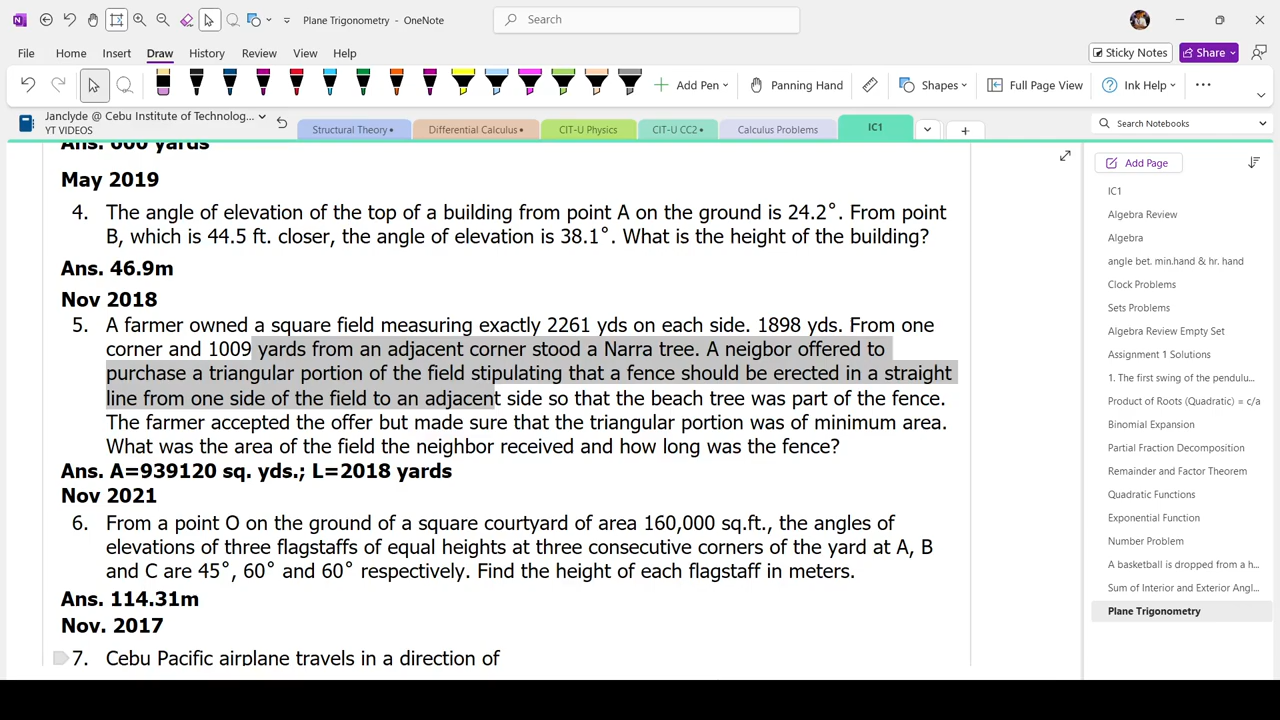 Plane Trigonometry - OneNote
Search
File Home Insert Draw History Review View Help
Sticky Notes Share
Add Pen Panning Hand Shapes Full Page View Ink Help
Janclyde @ Cebu Institute of Technolog...
YT VIDEOS
Structural Theory Differential Calculus CIT-U Physics CIT-U CC2 Calculus Problems IC1
Search Notebooks
Ans. 600 yards
May 2019
4. The angle of elevation of the top of a building from point A on the ground is 24.2°. From point
B, which is 44.5 ft. closer, the angle of elevation is 38.1°. What is the height of the building?
Ans. 46.9m
Nov 2018
5. A farmer owned a square field measuring exactly 2261 yds on each side. 1898 yds. From one
corner and 1009 yards from an adjacent corner stood a Narra tree. A neigbor offered to
purchase a triangular portion of the field stipulating that a fence should be erected in a straight
line from one side of the field to an adjacent side so that the beach tree was part of the fence.
The farmer accepted the offer but made sure that the triangular portion was of minimum area.
What was the area of the field the neighbor received and how long was the fence?
Ans. A=939120 sq. yds.; L=2018 yards
Nov 2021
6. From a point O on the ground of a square courtyard of area 160,000 sq.ft., the angles of
elevations of three flagstaffs of equal heights at three consecutive corners of the yard at A, B
and C are 45°, 60° and 60° respectively. Find the height of each flagstaff in meters.
Ans. 114.31m
Nov. 2017
7. Cebu Pacific airplane travels in a direction of
Add Page
IC1
Algebra Review
Algebra
angle bet. min.hand & hr. hand
Clock Problems
Sets Problems
Algebra Review Empty Set
Assignment 1 Solutions
1. The first swing of the pendulu...
Product of Roots (Quadratic) = c/a
Binomial Expansion
Partial Fraction Decomposition
Remainder and Factor Theorem
Quadratic Functions
Exponential Function
Number Problem
A basketball is dropped from a h...
Sum of Interior and Exterior Angl...
Plane Trigonometry